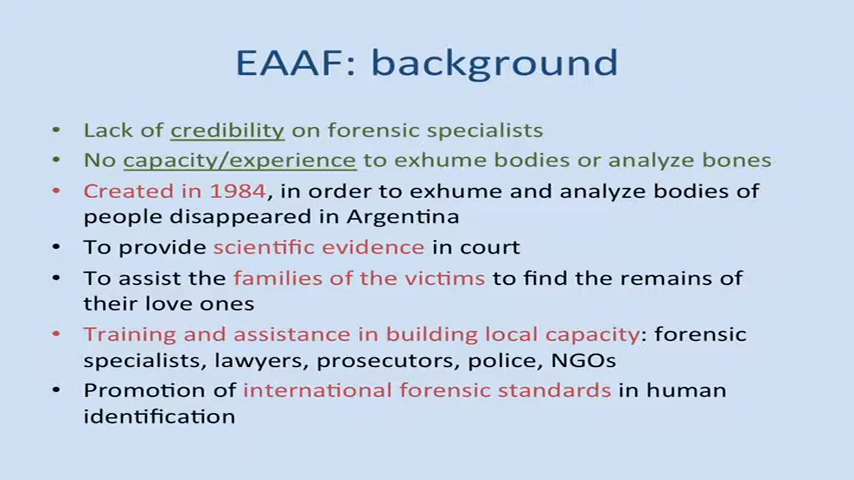 EAAF: background
• Lack of credibility on forensic specialists
• No capacity/experience to exhume bodies or analyze bones
• Created in 1984, in order to exhume and analyze bodies of
people disappeared in Argentina
• To provide scientific evidence in court
• To assist the families of the victims to find the remains of
their love ones
• Training and assistance in building local capacity: forensic
specialists, lawyers, prosecutors, police, NGOs
• Promotion of international forensic standards in human
identification